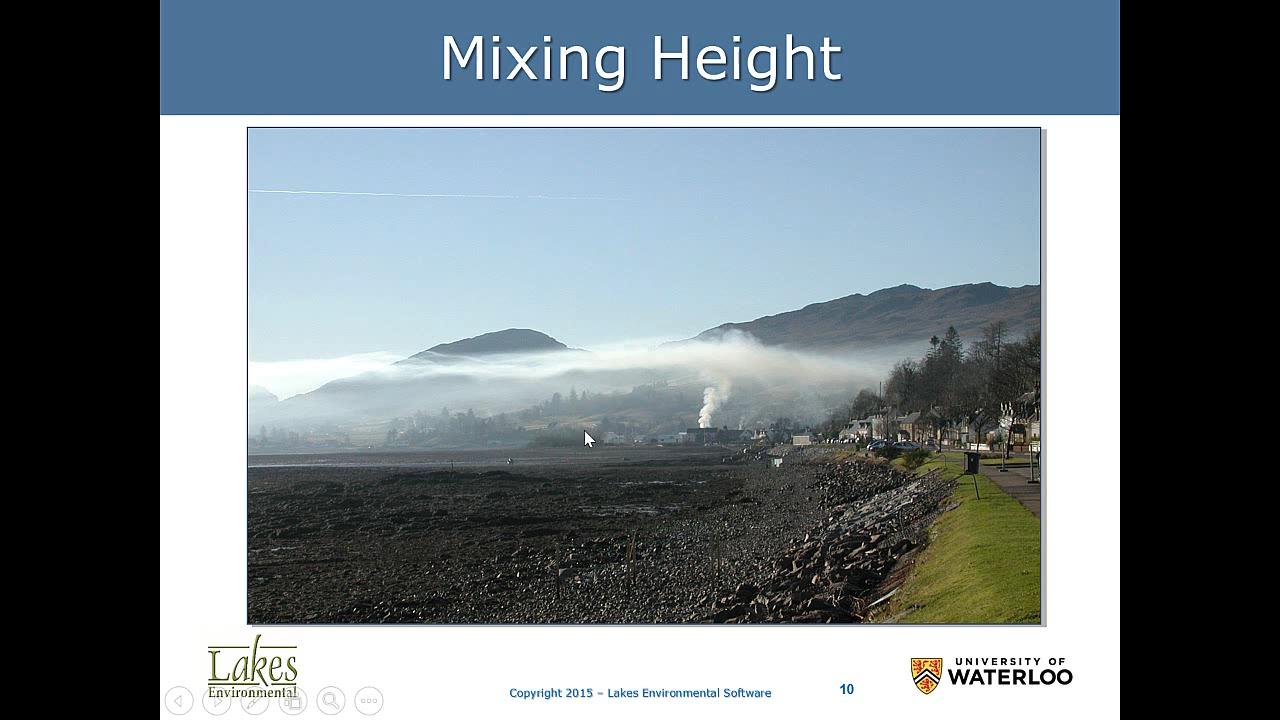 Mixing Height
Lakes
Environmental
Copyright 2015 – Lakes Environmental Software
10
UNIVERSITY OF
WATERLOO